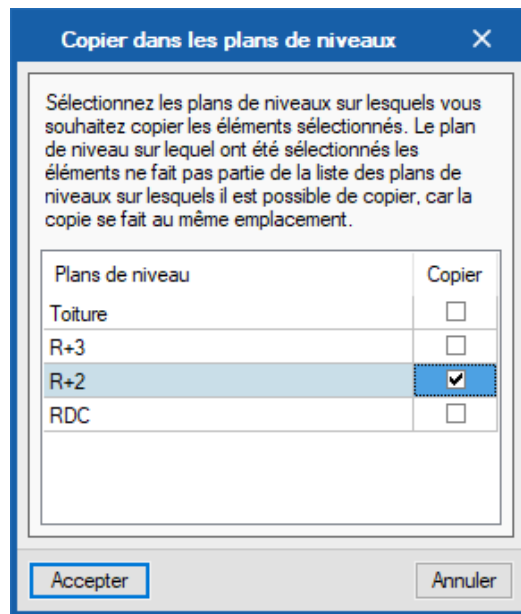 Copier dans les plans de niveaux
Sélectionnez les plans de niveaux sur lesquels vous
souhaitez copier les éléments sélectionnés. Le plan
de niveau sur lequel ont été sélectionnés les
éléments ne fait pas partie de la liste des plans de
niveaux sur lesquels il est possible de copier, car la
copie se fait au même emplacement.
Plans de niveau Copier
Toiture
R+3
R+2
RDC
Accepter Annuler